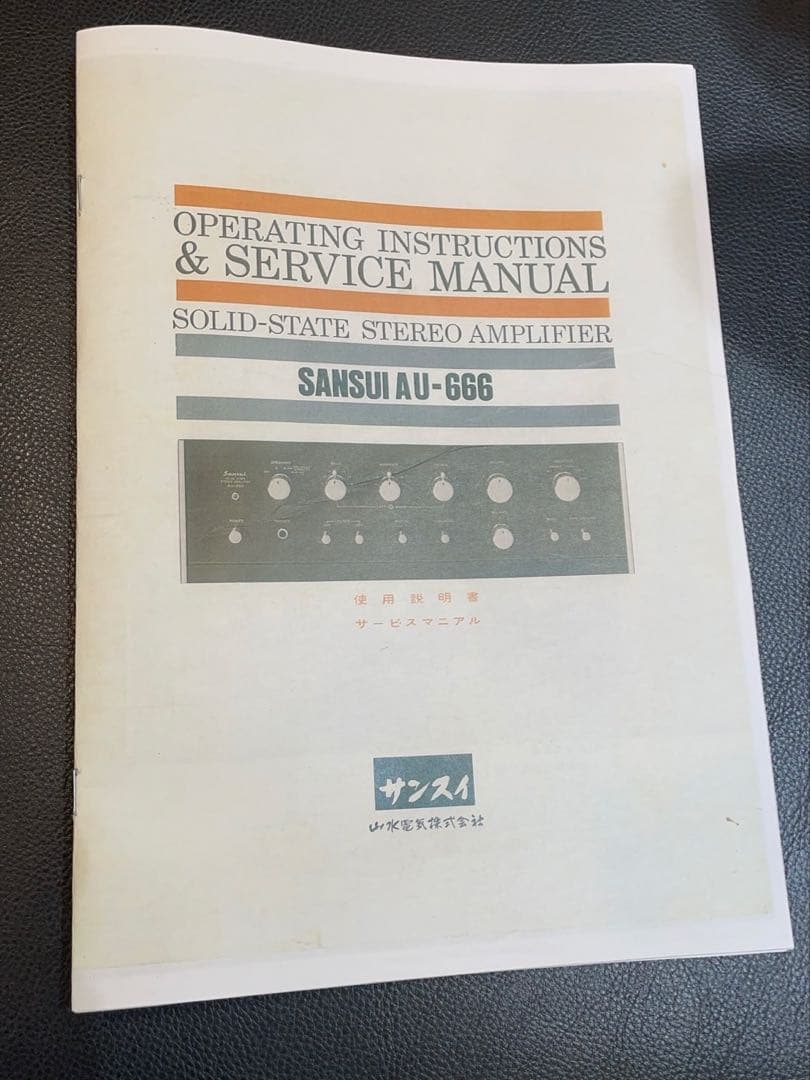 OPERATING INSTRUCTIONS
& SERVICE MANUAL
SOLID-STATE STEREO AMPLIFIER
SANSUI AU-666
Sansui
使用説明書
サービスマニアル
サンスイ
山水電気株式会社